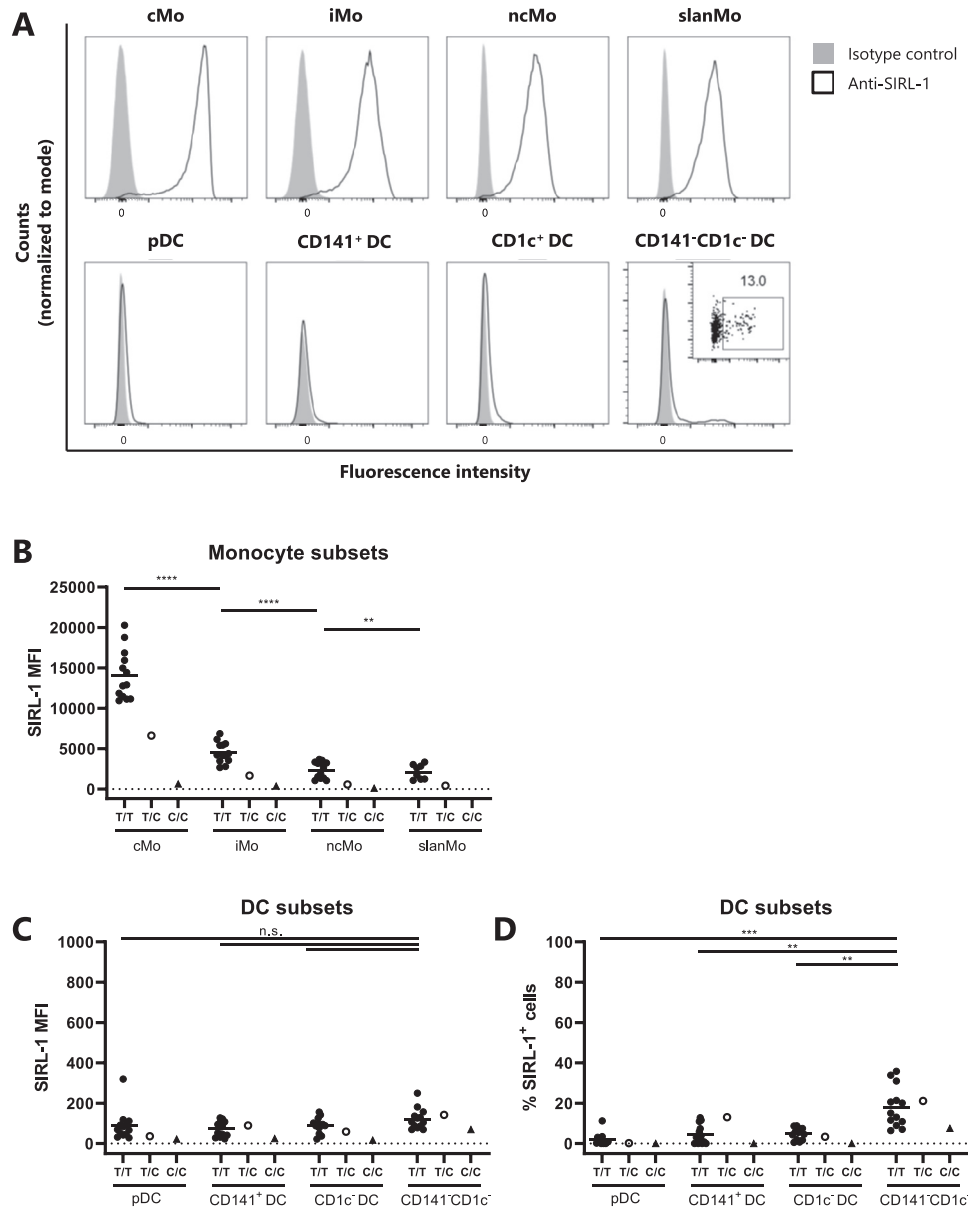 A
cMo iMo ncMo slanMo
Isotype control
Anti-SIRL-1
0 0 0 0
pDC CD141⁺ DC CD1c⁺ DC CD141⁻CD1c⁻ DC
13.0
0 0 0 0
Counts
(normalized to mode)
Fluorescence intensity
B
Monocyte subsets
SIRL-1 MFI
25000
20000
15000
10000
5000
0
**** **** **
T/T T/C C/C T/T T/C C/C T/T T/C C/C T/T T/C C/C
cMo iMo ncMo slanMo
C
DC subsets
SIRL-1 MFI
1000
800
600
400
200
0
n.s.
T/T T/C C/C T/T T/C C/C T/T T/C C/C T/T T/C C/C
pDC CD141⁺ DC CD1c⁻ DC CD141⁻CD1c⁻
D
DC subsets
% SIRL-1⁺ cells
100
80
60
40
20
0
***
**
**
T/T T/C C/C T/T T/C C/C T/T T/C C/C T/T T/C C/C
pDC CD141⁺ DC CD1c⁻ DC CD141⁻CD1c⁻